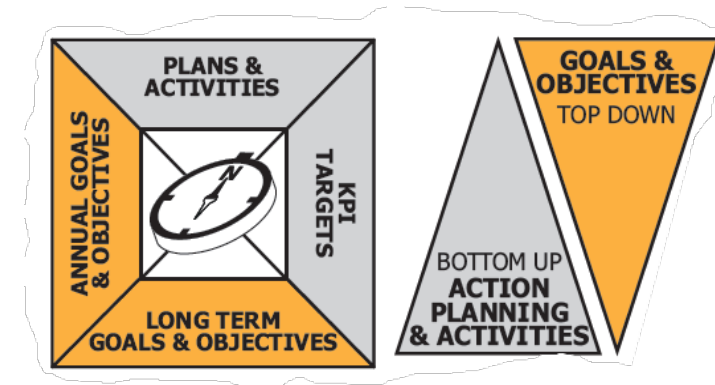 PLANS &
ACTIVITIES
ANNUAL GOALS
& OBJECTIVES
N
KPI
TARGETS
LONG TERM
GOALS & OBJECTIVES
GOALS &
OBJECTIVES
TOP DOWN
BOTTOM UP
ACTION
PLANNING
& ACTIVITIES